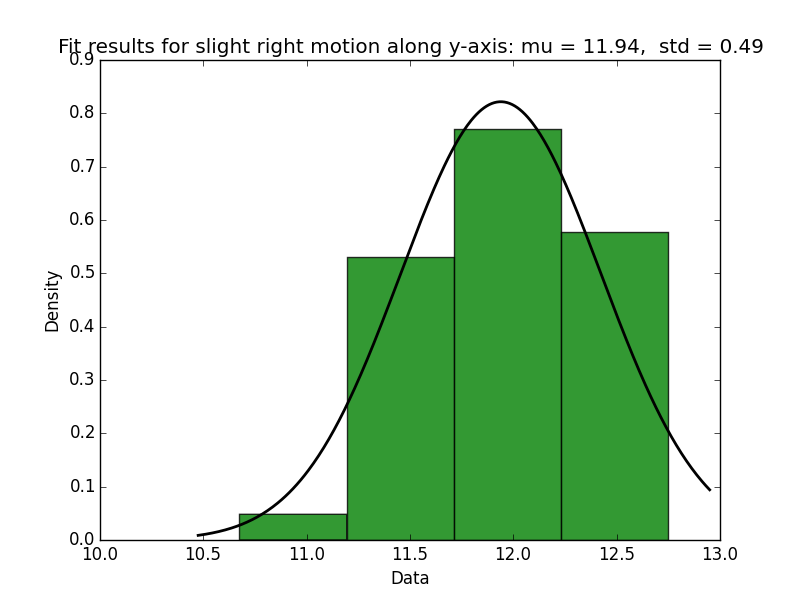 Fit results for slight right motion along y-axis: mu = 11.94,  std = 0.49
0.9
0.8
0.7
0.6
0.5
0.4
0.3
0.2
0.1
0.0
Density
10.0 10.5 11.0 11.5 12.0 12.5 13.0
Data